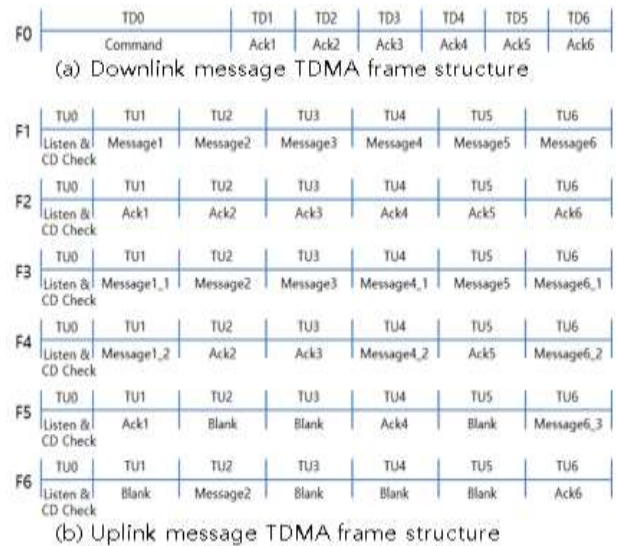 TD0 TD1 TD2 TD3 TD4 TD5 TD6
F0
Command Ack1 Ack2 Ack3 Ack4 Ack5 Ack6
(a) Downlink message TDMA frame structure
TU0 TU1 TU2 TU3 TU4 TU5 TU6
F1
Listen & Message1 Message2 Message3 Message4 Message5 Message6
CD Check
TU0 TU1 TU2 TU3 TU4 TU5 TU6
F2
Listen & Ack1 Ack2 Ack3 Ack4 Ack5 Ack6
CD Check
TU0 TU1 TU2 TU3 TU4 TU5 TU6
F3
Listen & Message1_1 Message2 Message3 Message4_1 Message5 Message6_1
CD Check
TU0 TU1 TU2 TU3 TU4 TU5 TU6
F4
Listen & Message1_2 Ack2 Ack3 Message4_2 Ack5 Message6_2
CD Check
TU0 TU1 TU2 TU3 TU4 TU5 TU6
F5
Listen & Ack1 Blank Blank Ack4 Blank Message6_3
CD Check
TU0 TU1 TU2 TU3 TU4 TU5 TU6
F6
Listen & Blank Message2 Blank Blank Blank Ack6
CD Check
(b) Uplink message TDMA frame structure